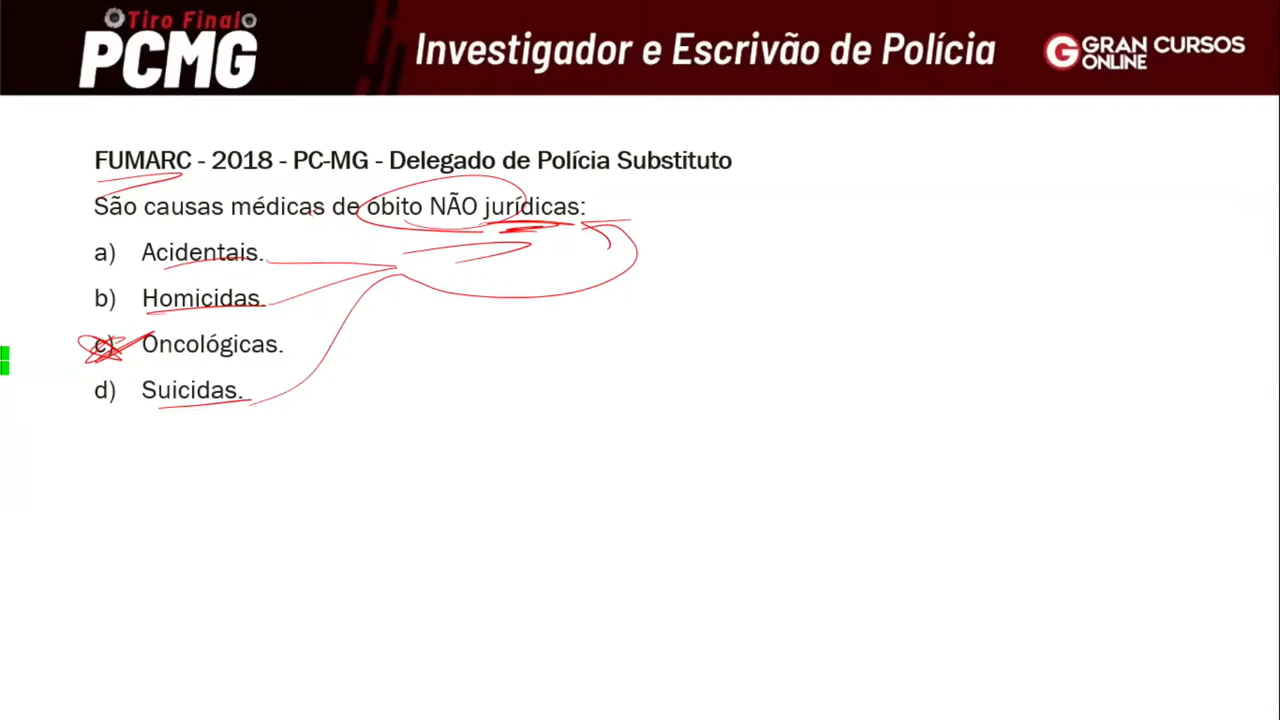 Tiro Final
PCMG
Investigador e Escrivão de Polícia
GRAN CURSOS
ONLINE
FUMARC - 2018 - PC-MG - Delegado de Polícia Substituto
São causas médicas de óbito NÃO jurídicas:
a) Acidentais.
b) Homicidas.
c) Oncológicas.
d) Suicidas.